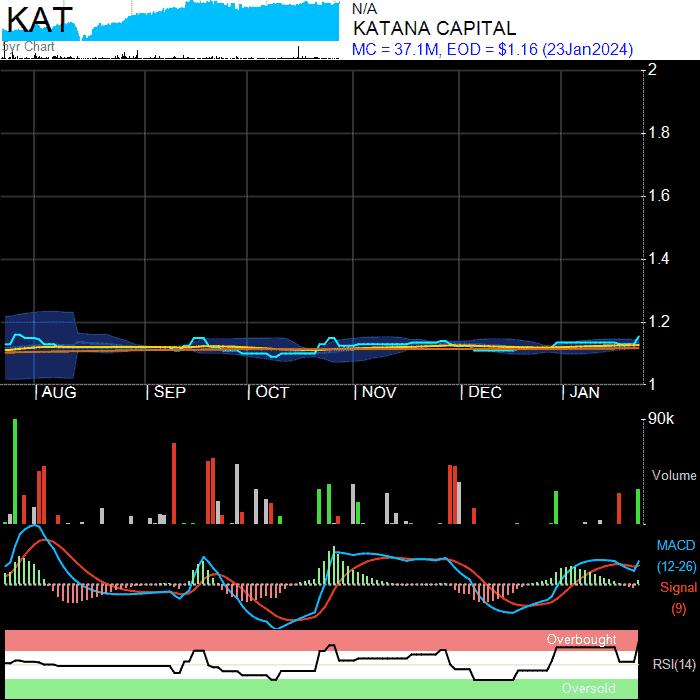 KAT
5yr Chart
N/A
KATANA CAPITAL
MC = 37.1M, EOD = $1.16 (23Jan2024)
2
1.8
1.6
1.4
1.2
1
AUG SEP OCT NOV DEC JAN
90k
Volume
MACD
(12-26)
Signal
(9)
Overbought
RSI(14)
Oversold